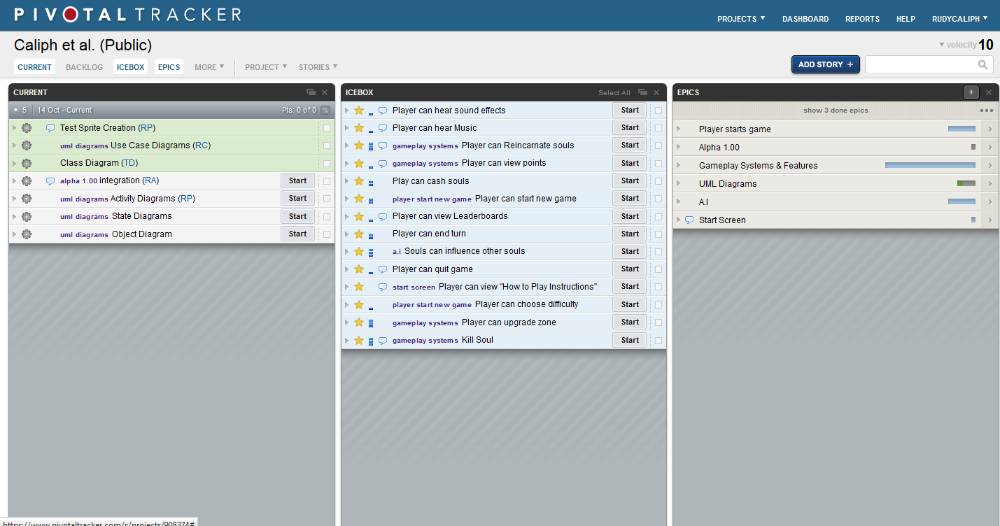 PIVOTAL TRACKER
PROJECTS DASHBOARD REPORTS HELP RUDYCALIPH
Caliph et al. (Public)
velocity 10
CURRENT BACKLOG ICEBOX EPICS MORE PROJECT STORIES
ADD STORY +
CURRENT
5 14 Oct - Current Pts: 0 of 0 %
Test Sprite Creation (RP)
uml diagrams Use Case Diagrams (RC)
Class Diagram (TD)
alpha 1.00 integration (RA) Start
uml diagrams Activity Diagrams (RP) Start
uml diagrams State Diagrams Start
uml diagrams Object Diagram Start
ICEBOX Select All
Player can hear sound effects Start
Player can hear Music Start
gameplay systems Player can Reincarnate souls Start
gameplay systems Player can view points Start
Play can cash souls Start
player start new game Player can start new game Start
Player can view Leaderboards Start
Player can end turn Start
a.i Souls can influence other souls Start
Player can quit game Start
start screen Player can view "How to Play Instructions" Start
player start new game Player can choose difficulty Start
gameplay systems Player can upgrade zone Start
gameplay systems Kill Soul Start
EPICS +
show 3 done epics
Player starts game
Alpha 1.00
Gameplay Systems & Features
UML Diagrams
A.I
Start Screen
https://www.pivotaltracker.com/s/projects/908374#